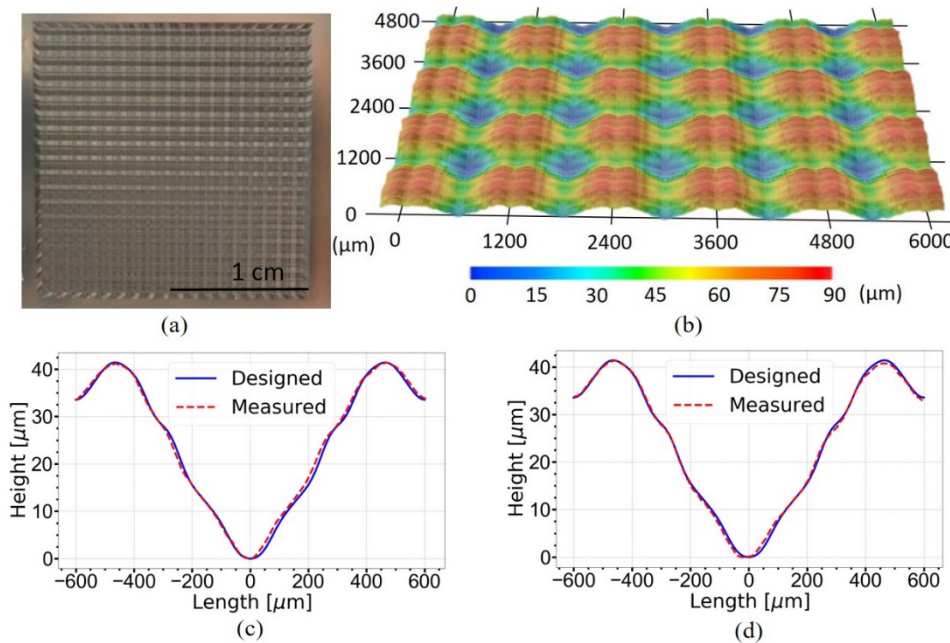 1 cm
(a)
4800
3600
2400
1200
0
(μm)
0 1200 2400 3600 4800 6000
0 15 30 45 60 75 90 (μm)
(b)
Height [μm]
40
30
20
10
0
Designed
Measured
−600 −400 −200 0 200 400 600
Length [μm]
(c)
Height [μm]
40
30
20
10
0
Designed
Measured
−600 −400 −200 0 200 400 600
Length [μm]
(d)